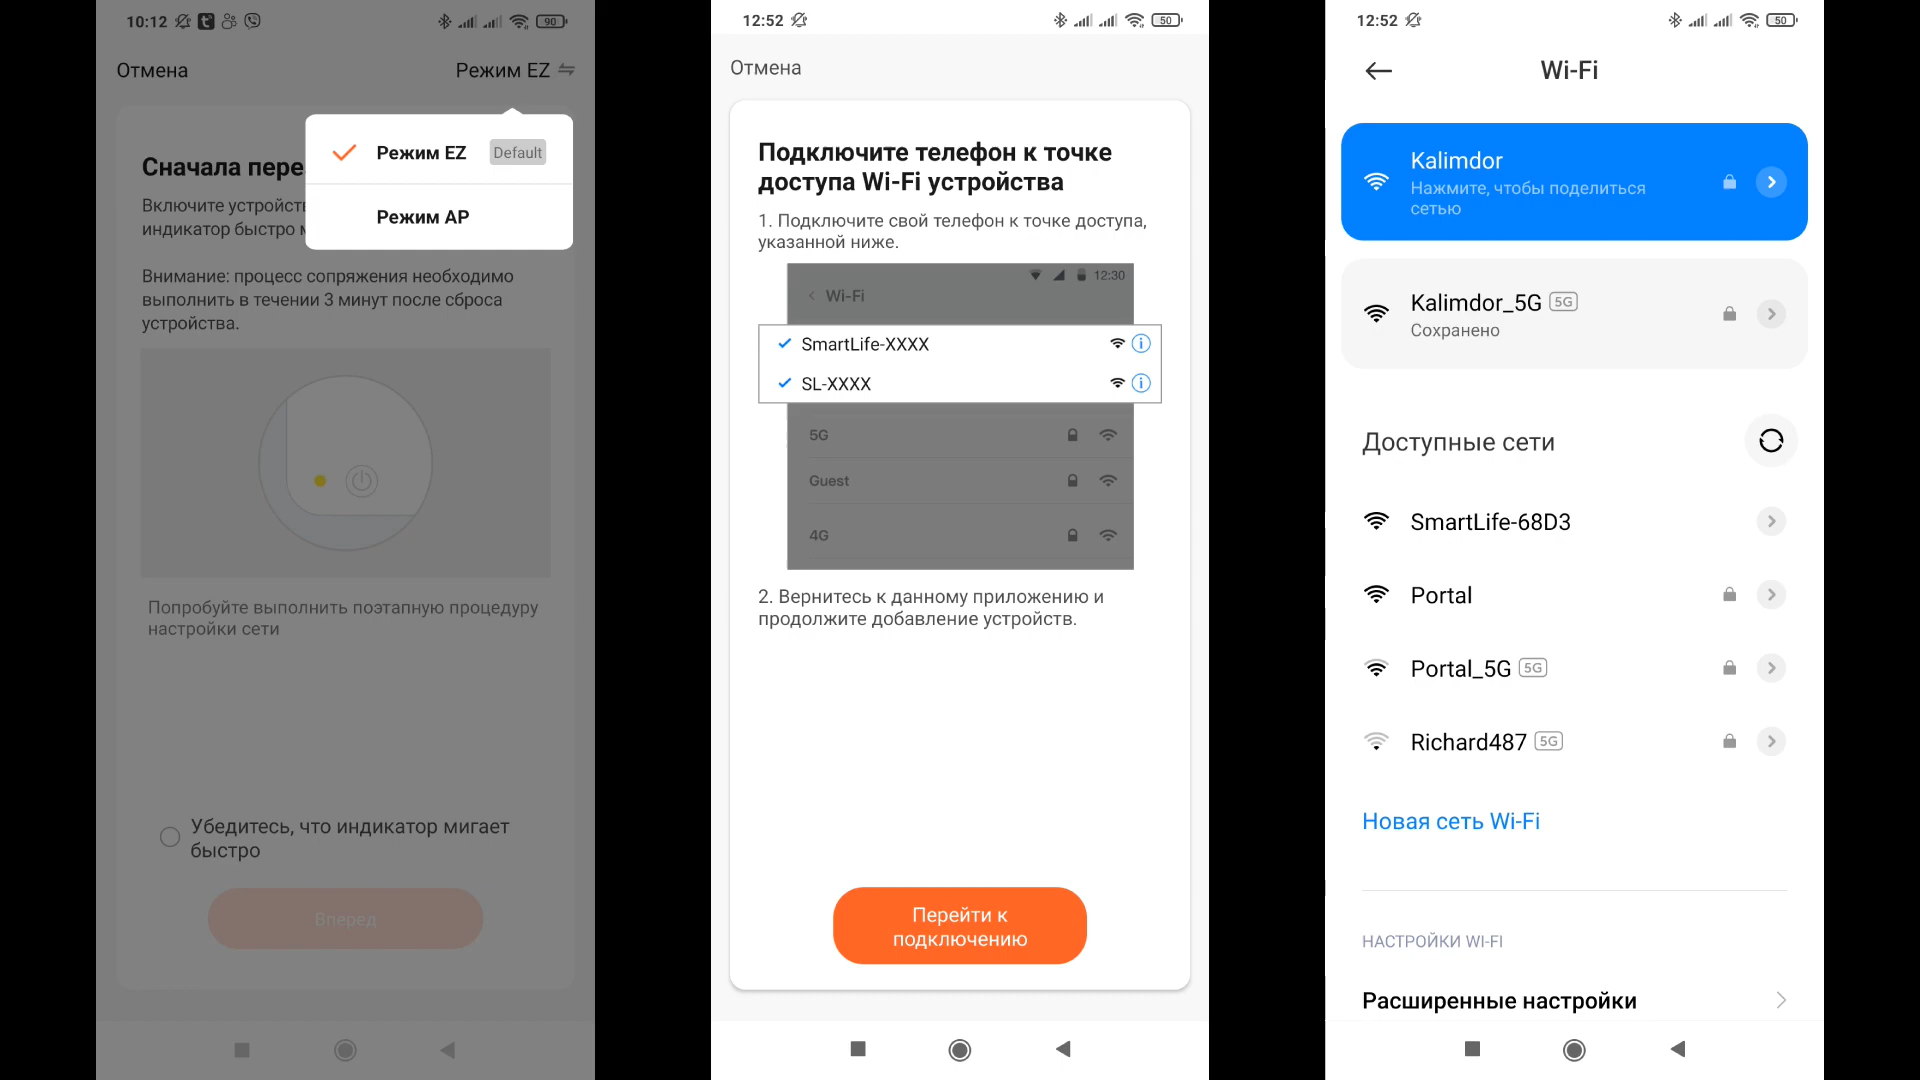 10:12
90
Отмена
Режим EZ
Режим EZ
Default
Режим AP
Сначала пере
Включите устройст
индикатор быстро
Внимание: процесс сопряжения необходимо
выполнить в течении 3 минут после сброса
устройства.
Попробуйте выполнить поэтапную процедуру
настройки сети
Убедитесь, что индикатор мигает
быстро
Вперед
12:52
50
Отмена
Подключите телефон к точке
доступа Wi-Fi устройства
1. Подключите свой телефон к точке доступа,
указанной ниже.
12:30
Wi-Fi
SmartLife-XXXX
SL-XXXX
5G
Guest
4G
2. Вернитесь к данному приложению и
продолжите добавление устройств.
Перейти к
подключению
12:52
50
Wi-Fi
Kalimdor
Нажмите, чтобы поделиться
сетью
Kalimdor_5G 5G
Сохранено
Доступные сети
SmartLife-68D3
Portal
Portal_5G 5G
Richard487 5G
Новая сеть Wi-Fi
НАСТРОЙКИ WI-FI
Расширенные настройки